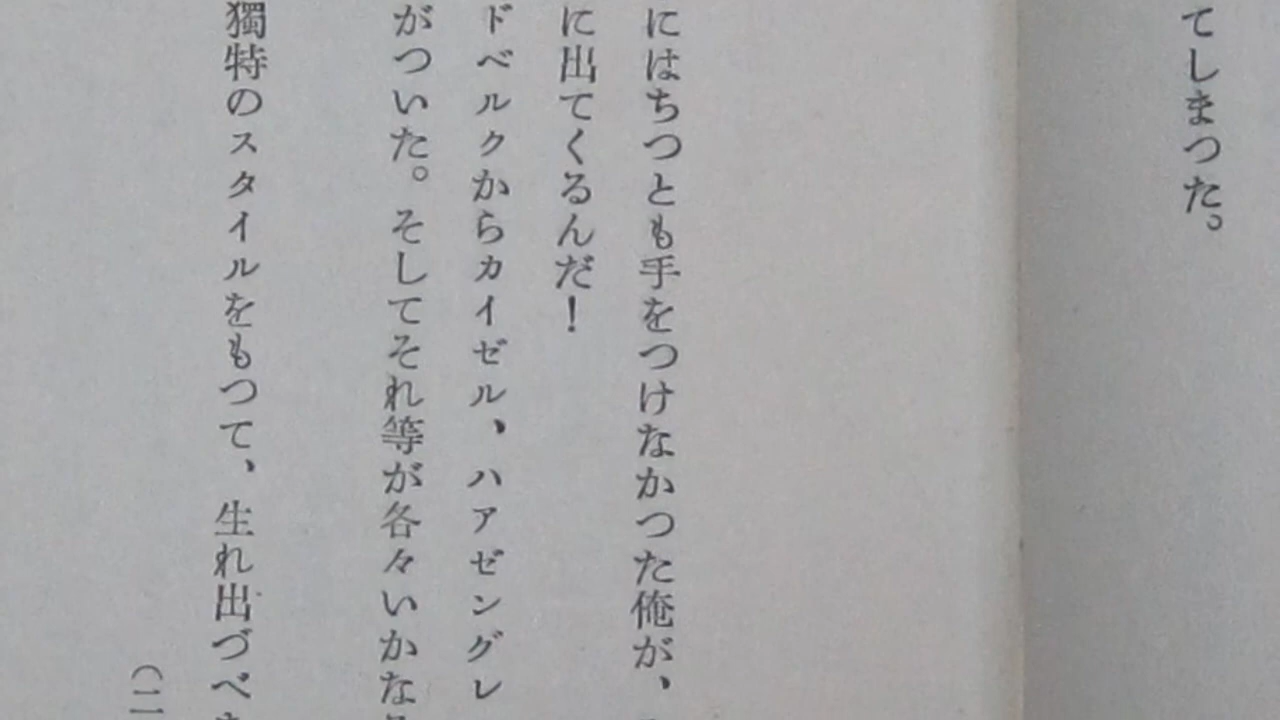 てしまつた。
にはちつとも手をつけなかつた俺が、
に出てくるんだ！
ドベルクからカイゼル、ハアゼングレ
がついた。そしてそれ等が各々いかな
獨特のスタイルをもつて、生れ出づべ
（二